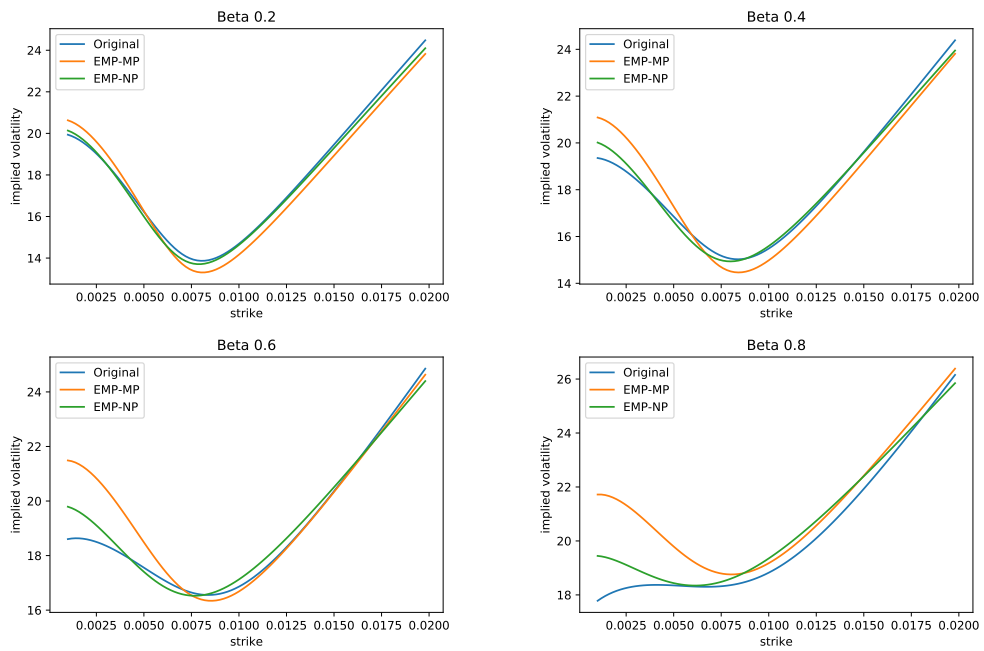 Beta 0.2
Original
EMP-MP
EMP-NP
implied volatility
24
22
20
18
16
14
0.0025 0.0050 0.0075 0.0100 0.0125 0.0150 0.0175 0.0200
strike
Beta 0.4
Original
EMP-MP
EMP-NP
implied volatility
24
22
20
18
16
14
0.0025 0.0050 0.0075 0.0100 0.0125 0.0150 0.0175 0.0200
strike
Beta 0.6
Original
EMP-MP
EMP-NP
implied volatility
24
22
20
18
16
0.0025 0.0050 0.0075 0.0100 0.0125 0.0150 0.0175 0.0200
strike
Beta 0.8
Original
EMP-MP
EMP-NP
implied volatility
26
24
22
20
18
0.0025 0.0050 0.0075 0.0100 0.0125 0.0150 0.0175 0.0200
strike